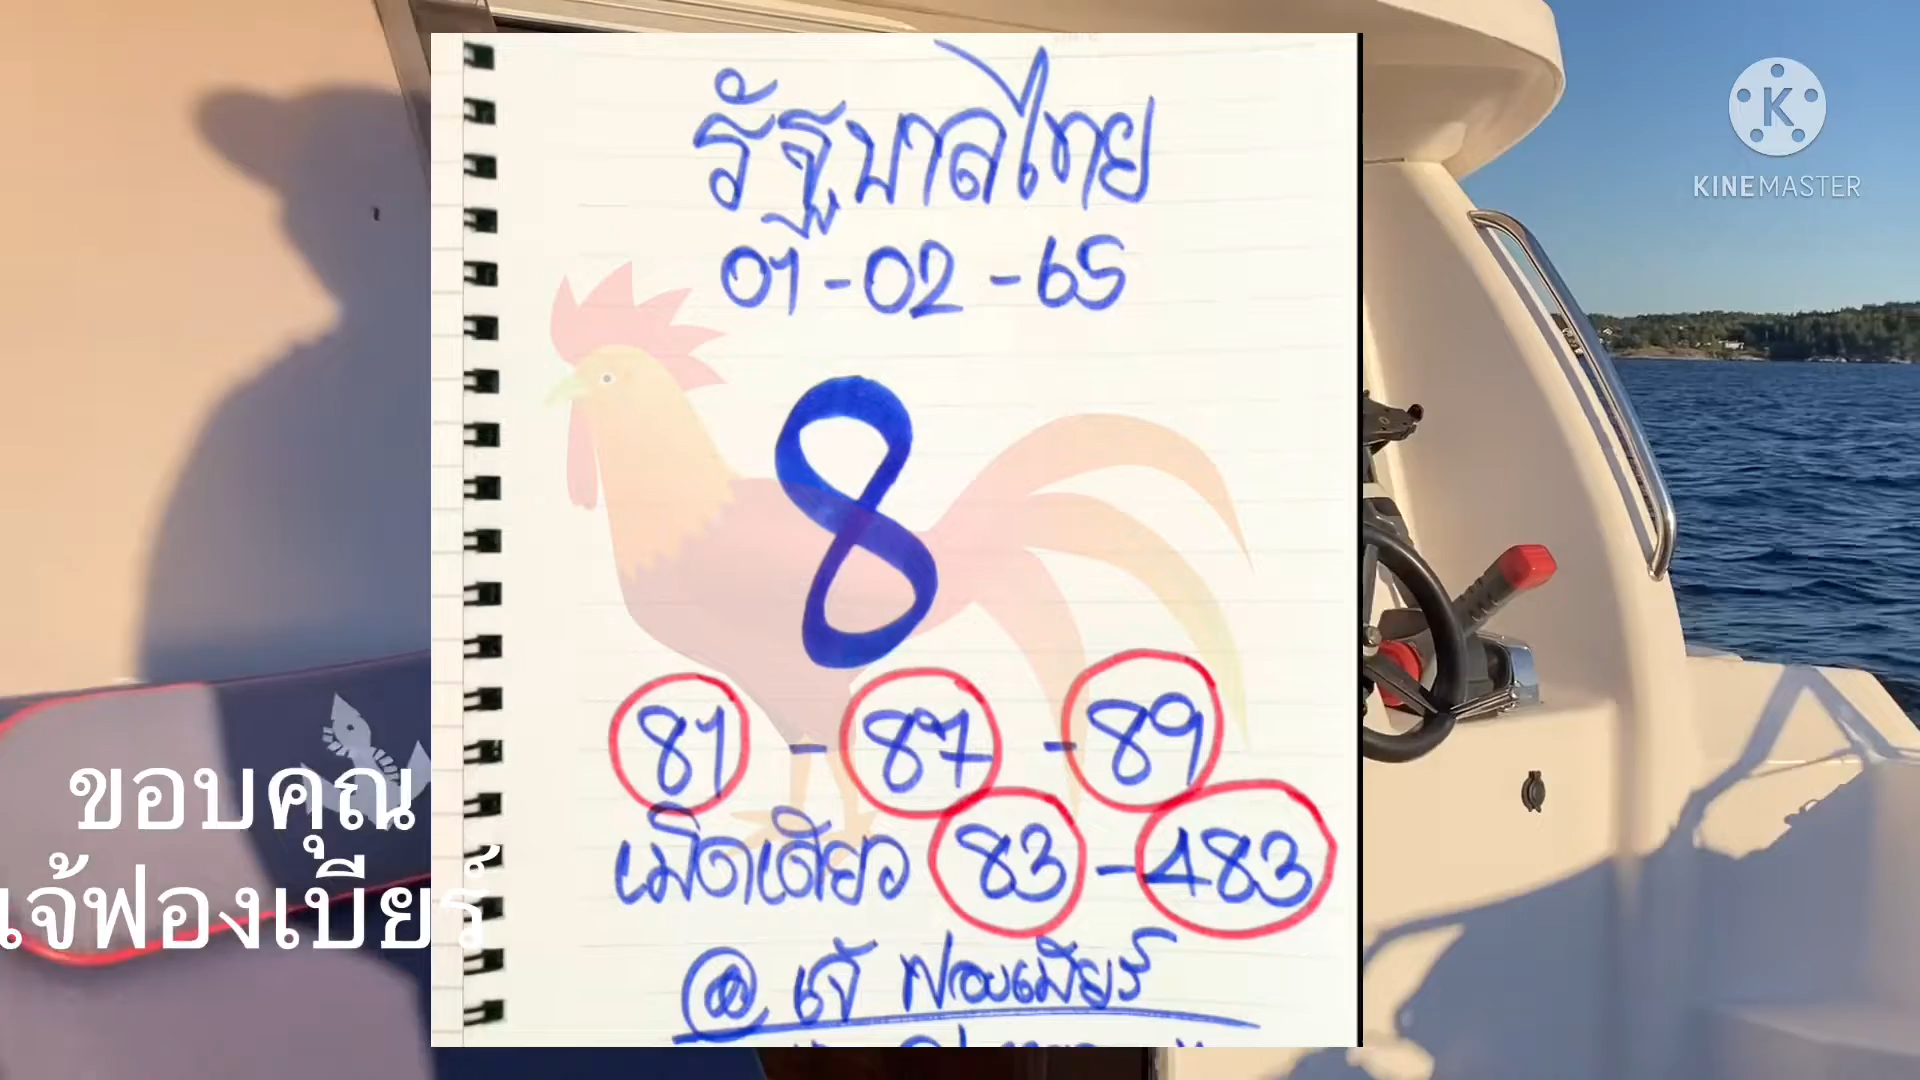 รัฐบาลไทย
01-02-65
8
81 - 87 - 89
เม็ดเดียว 83 - 483
@ เจ้ ฟองเบียร์
ขอบคุณ
เจ้ฟองเบียร์
K
KINEMASTER